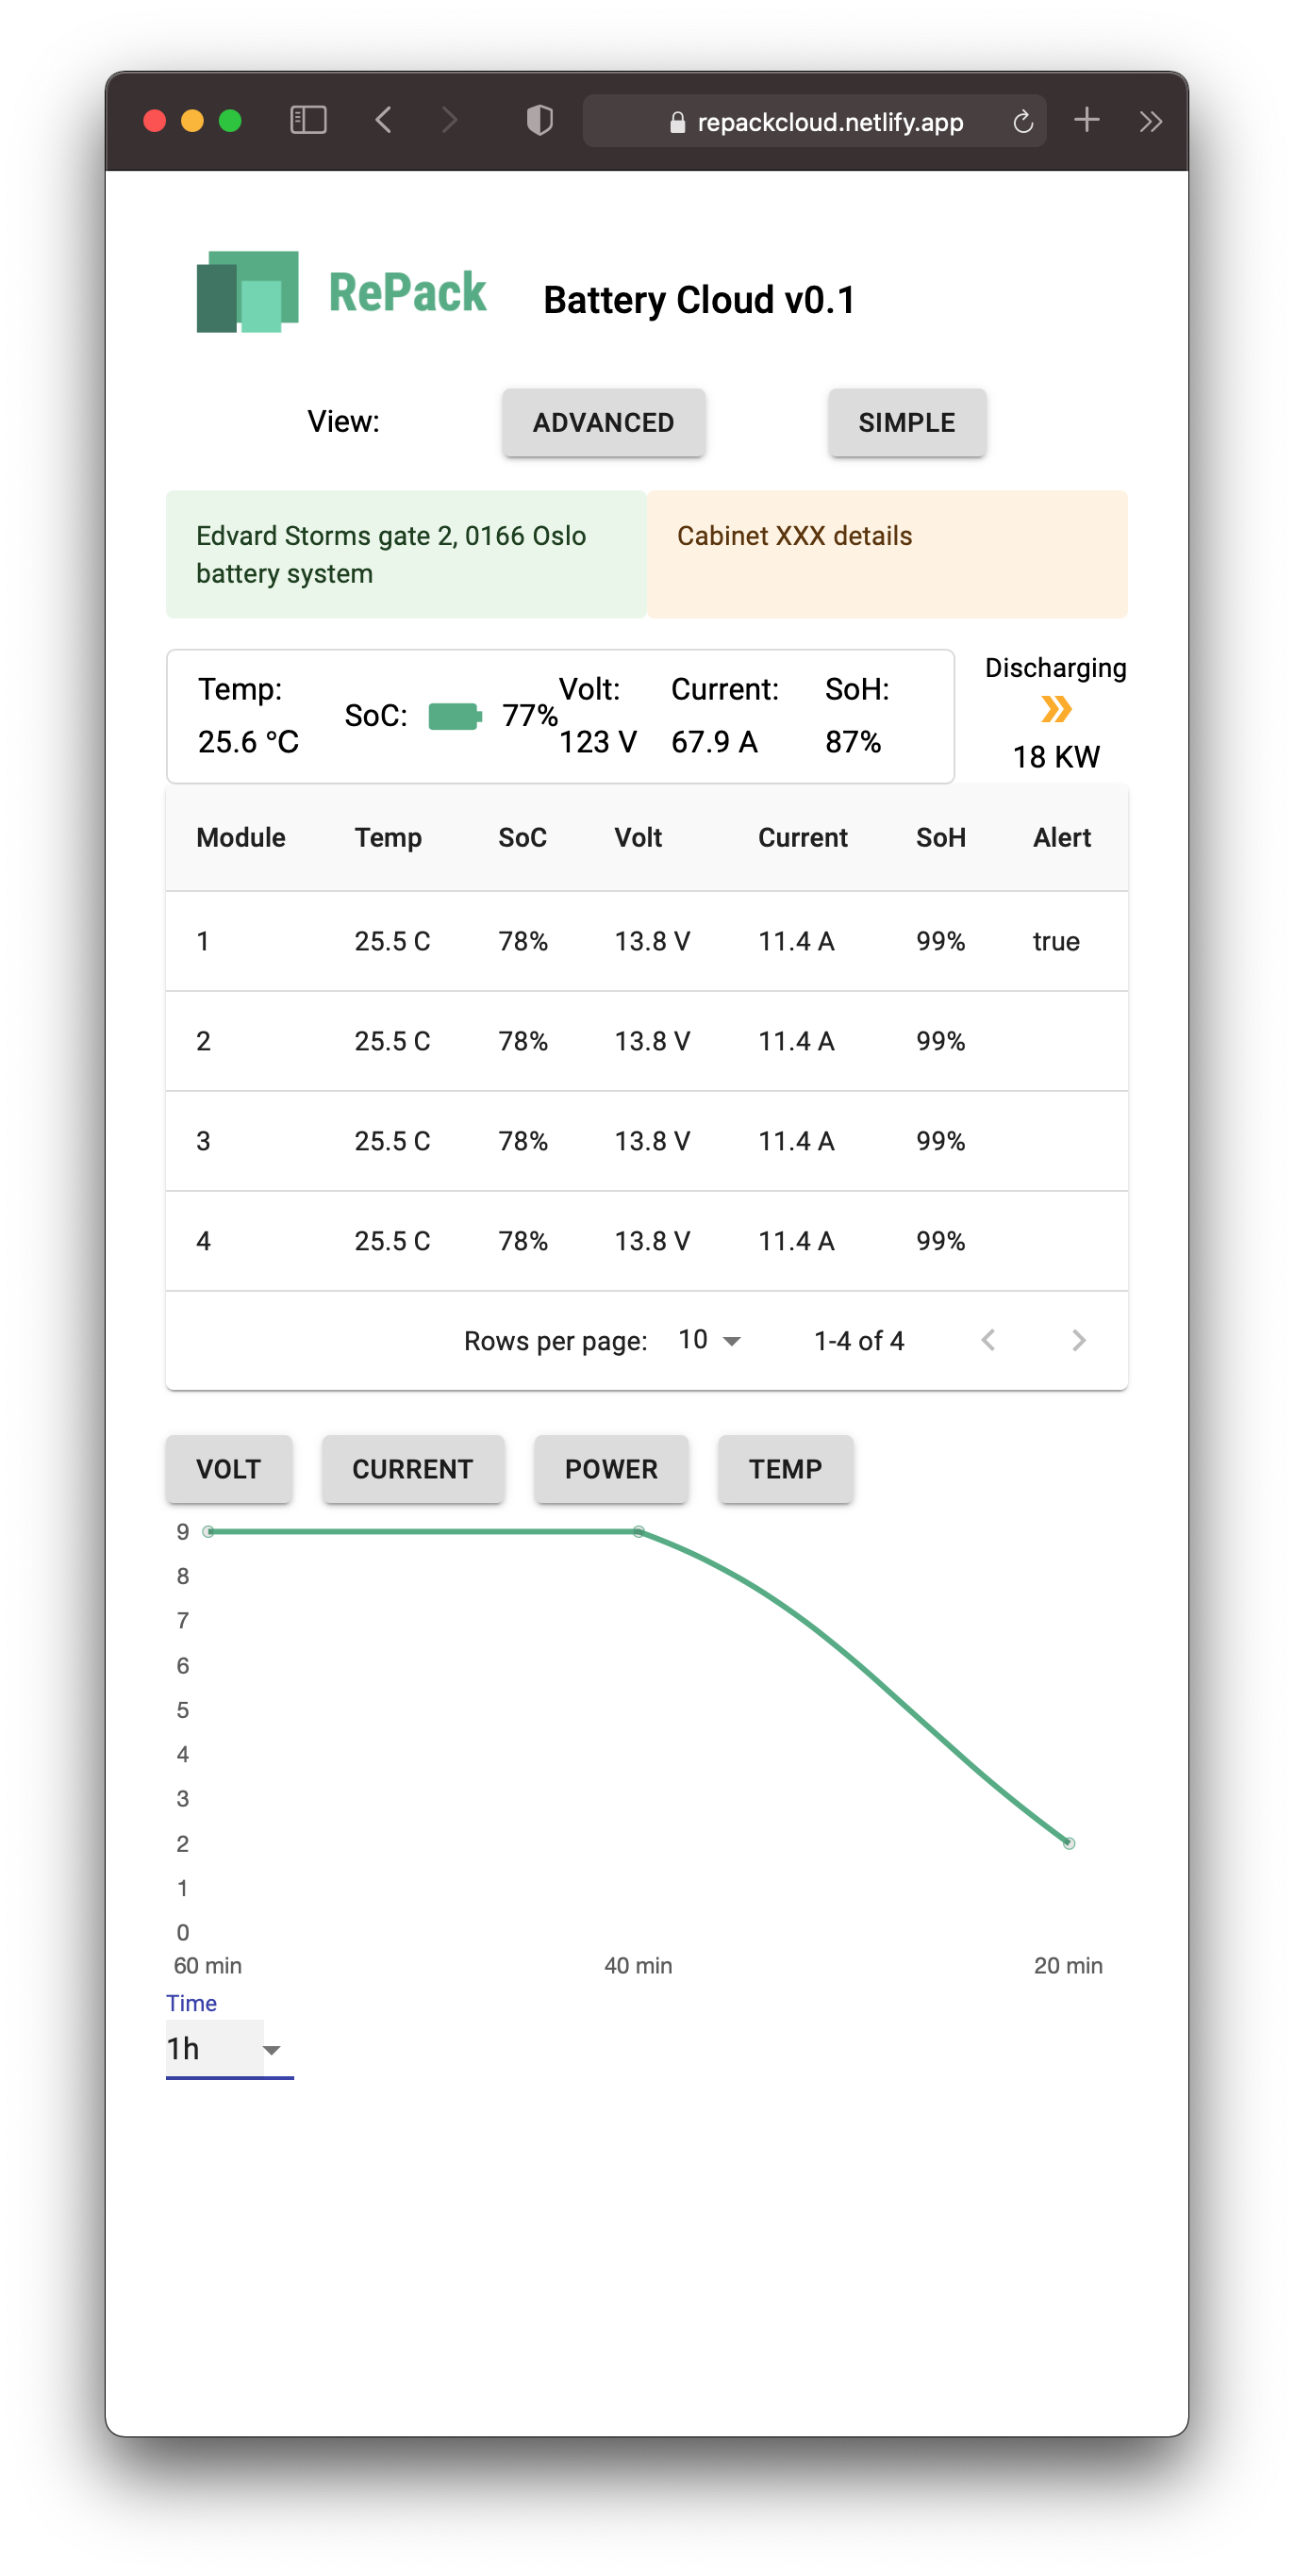 repackcloud.netlify.app
RePack
Battery Cloud v0.1
View:
ADVANCED
SIMPLE
Edvard Storms gate 2, 0166 Oslo
battery system
Cabinet XXX details
Temp:
25.6 °C
SoC:
77%
Volt:
123 V
Current:
67.9 A
SoH:
87%
Discharging
18 KW
Module Temp SoC Volt Current SoH Alert
1 25.5 C 78% 13.8 V 11.4 A 99% true
2 25.5 C 78% 13.8 V 11.4 A 99%
3 25.5 C 78% 13.8 V 11.4 A 99%
4 25.5 C 78% 13.8 V 11.4 A 99%
Rows per page: 10 1-4 of 4
VOLT CURRENT POWER TEMP
9
8
7
6
5
4
3
2
1
0
60 min 40 min 20 min
Time
1h